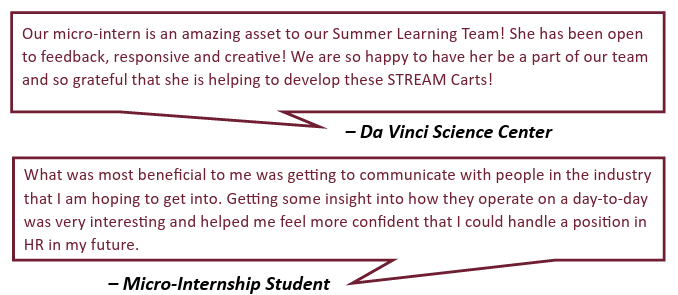 Our micro-intern is an amazing asset to our Summer Learning Team! She has been open
to feedback, responsive and creative! We are so happy to have her be a part of our team
and so grateful that she is helping to develop these STREAM Carts!
– Da Vinci Science Center
What was most beneficial to me was getting to communicate with people in the industry
that I am hoping to get into. Getting some insight into how they operate on a day-to-day
was very interesting and helped me feel more confident that I could handle a position in
HR in my future.
– Micro-Internship Student